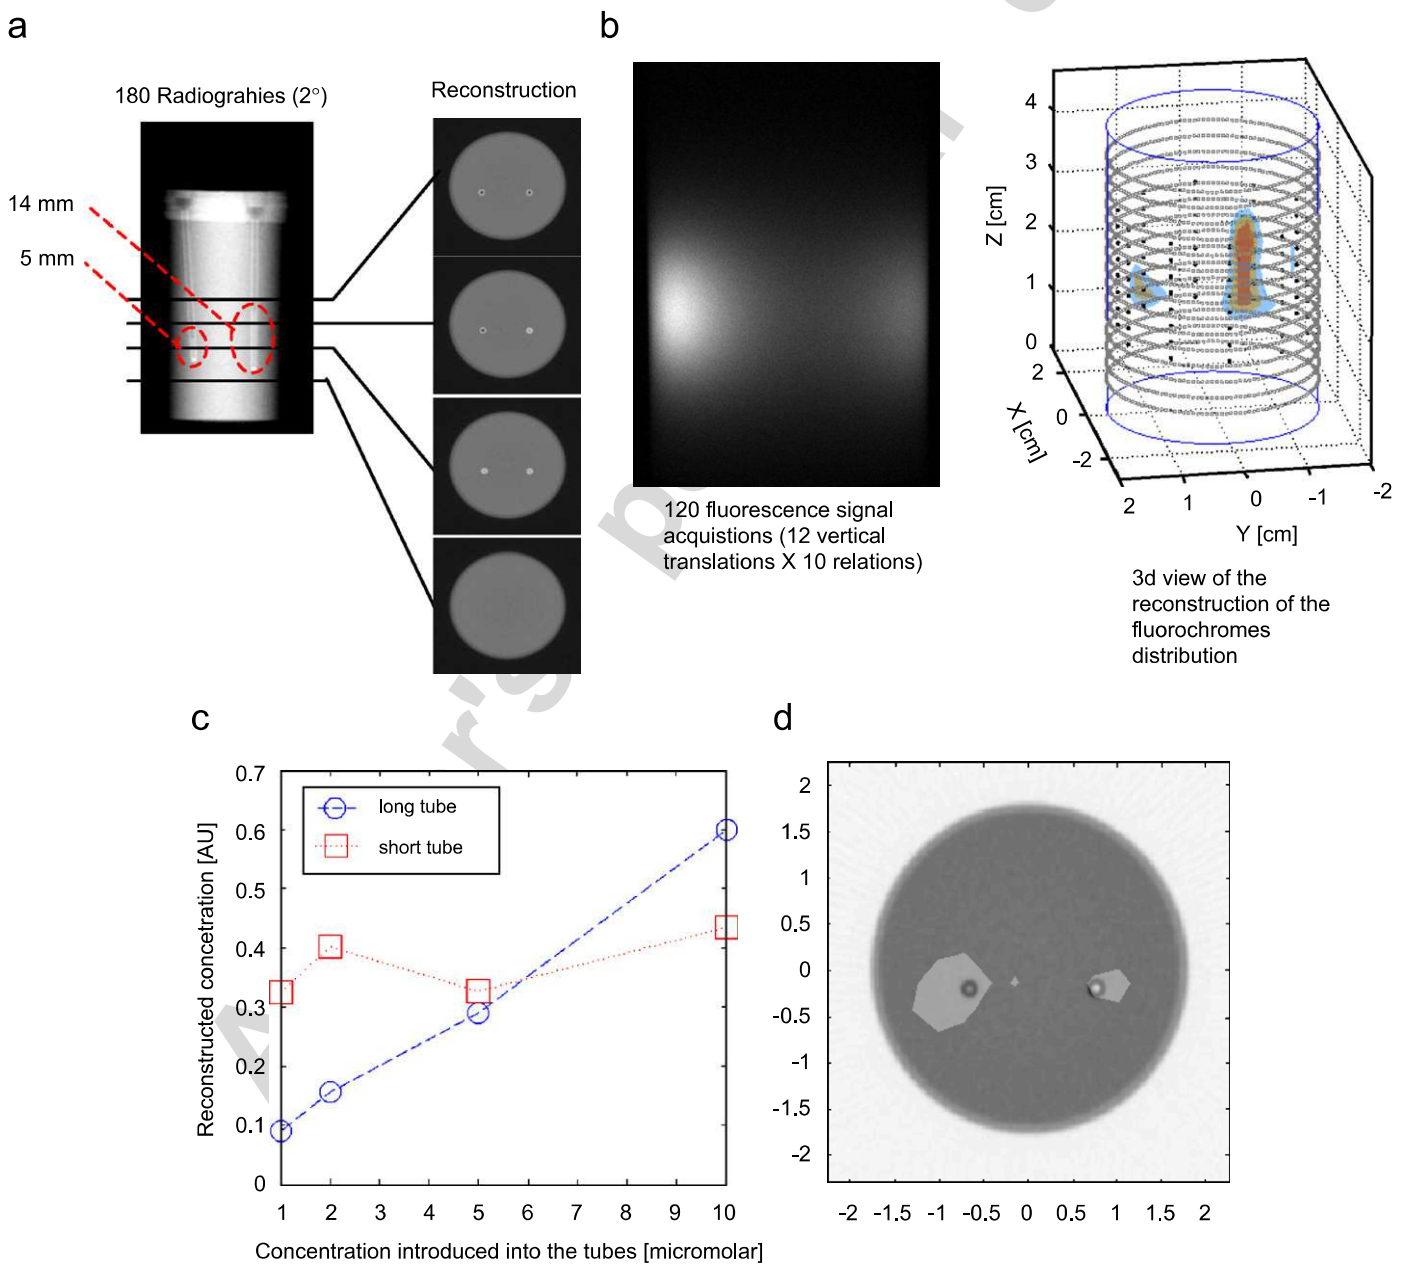 a
180 Radiograhies (2°)
Reconstruction
14 mm
5 mm
b
120 fluorescence signal
acquistions (12 vertical
translations X 10 relations)
4
3
2
1
0
Z [cm]
2
0
-2
X [cm]
2
1
0
-1
-2
Y [cm]
3d view of the
reconstruction of the
fluorochromes
distribution
c
0.7
0.6
0.5
0.4
0.3
0.2
0.1
0
Reconstructed concetration [AU]
long tube
short tube
1 2 3 4 5 6 7 8 9 10
Concentration introduced into the tubes [micromolar]
d
2
1.5
1
0.5
0
-0.5
-1
-1.5
-2
-2 -1.5 -1 -0.5 0 0.5 1 1.5 2